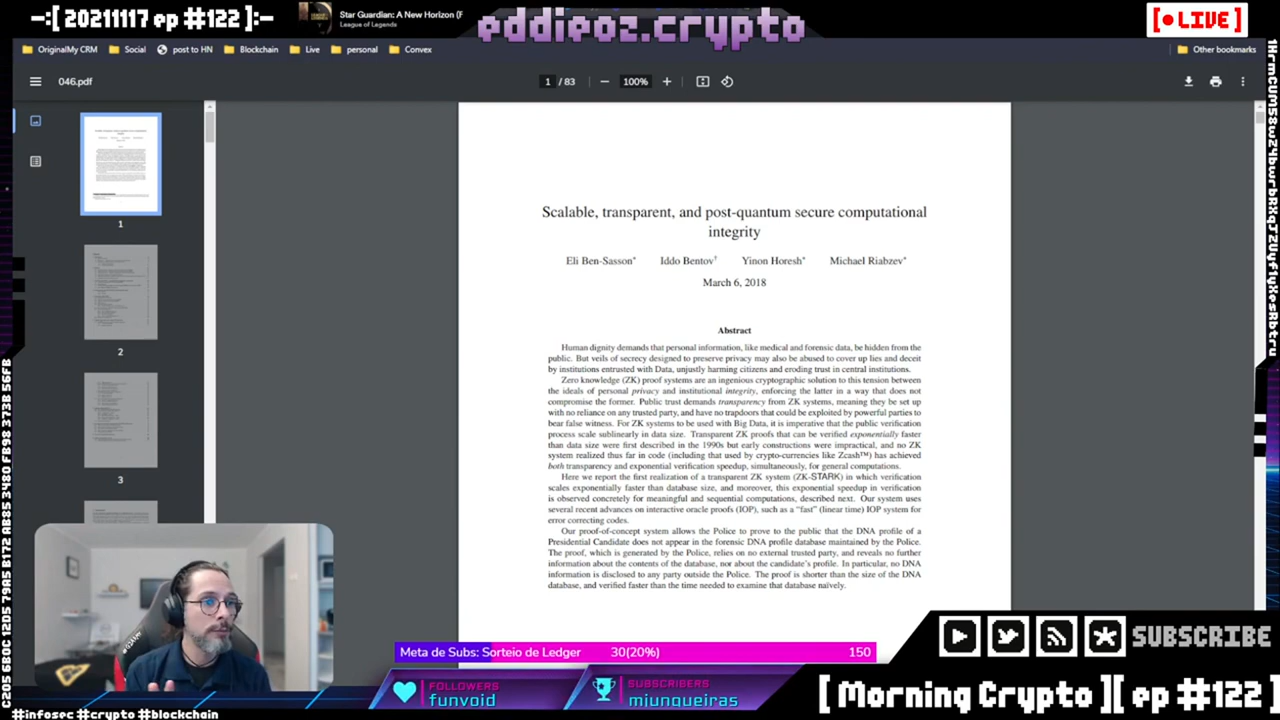 -:[ 20211117 ep #122 ]:-
Star Guardian: A New Horizon (F
League of Legends
eddieoz.crypto
[● LIVE]
OriginalMy CRM
Social
post to HN
Blockchain
Live
personal
Convex
Other bookmarks
046.pdf
1 / 83
100%
1
2
3
Scalable, transparent, and post-quantum secure computational
integrity
Eli Ben-Sasson* Iddo Bentov† Yinon Horesh* Michael Riabzev*
March 6, 2018
Abstract
Human dignity demands that personal information, like medical and forensic data, be hidden from the
public. But veils of secrecy designed to preserve privacy may also be abused to cover up lies and deceit
by institutions entrusted with Data, unjustly harming citizens and eroding trust in central institutions.
Zero knowledge (ZK) proof systems are an ingenious cryptographic solution to this tension between
the ideals of personal privacy and institutional integrity, enforcing the latter in a way that does not
compromise the former. Public trust demands transparency from ZK systems, meaning they be set up
with no reliance on any trusted party, and have no trapdoors that could be exploited by powerful parties to
bear false witness. For ZK systems to be used with Big Data, it is imperative that the public verification
process scale sublinearly in data size. Transparent ZK proofs that can be verified exponentially faster
than data size were first described in the 1990s but early constructions were impractical, and no ZK
system realized thus far in code (including that used by crypto-currencies like Zcash™) has achieved
both transparency and exponential verification speedup, simultaneously, for general computations.
Here we report the first realization of a transparent ZK system (ZK-STARK) in which verification
scales exponentially faster than database size, and moreover, this exponential speedup in verification
is observed concretely for meaningful and sequential computations, described next. Our system uses
several recent advances on interactive oracle proofs (IOP), such as a “fast” (linear time) IOP system for
error correcting codes.
Our proof-of-concept system allows the Police to prove to the public that the DNA profile of a
Presidential Candidate does not appear in the forensic DNA profile database maintained by the Police.
The proof, which is generated by the Police, relies on no external trusted party, and reveals no further
information about the contents of the database, nor about the candidate's profile. In particular, no DNA
information is disclosed to any party outside the Police. The proof is shorter than the size of the DNA
database, and verified faster than the time needed to examine that database naïvely.
Meta de Subs: Sorteio de Ledger 30(20%) 150
SUBSCRIBE
FOLLOWERS
funvoid
SUBSCRIBERS
mjunqueiras
[ Morning Crypto ][ ep #122 ]
#infosec #crypto #blockchain